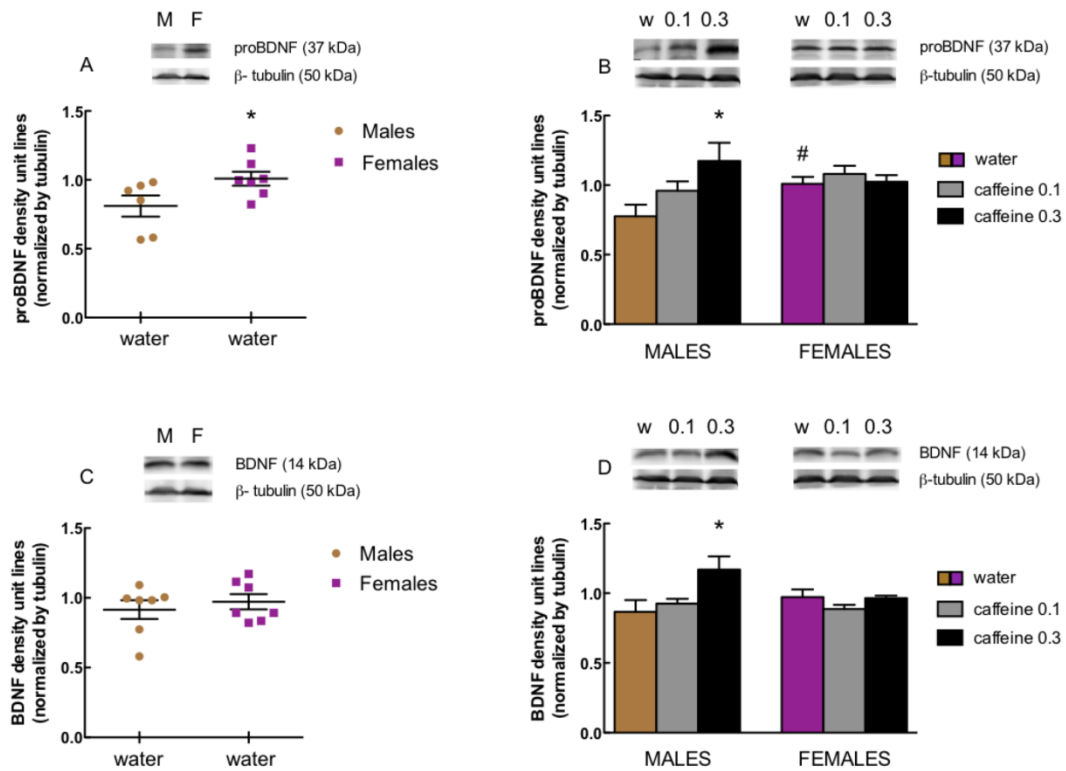 M F
proBDNF (37 kDa)
A
β- tubulin (50 kDa)
*
1.5
1.0
0.5
0.0
proBDNF density unit lines
(normalized by tubulin)
water water
Males
Females
w 0.1 0.3
proBDNF (37 kDa)
B
β-tubulin (50 kDa)
*
#
1.5
1.0
0.5
0.0
proBDNF density unit lines
(normalized by tubulin)
MALES FEMALES
water
caffeine 0.1
caffeine 0.3
M F
BDNF (14 kDa)
C
β- tubulin (50 kDa)
1.5
1.0
0.5
0.0
BDNF density unit lines
(normalized by tubulin)
water water
Males
Females
w 0.1 0.3 w 0.1 0.3
BDNF (14 kDa)
D
β-tubulin (50 kDa)
*
1.5
1.0
0.5
0.0
BDNF density unit lines
(normalized by tubulin)
MALES FEMALES
water
caffeine 0.1
caffeine 0.3